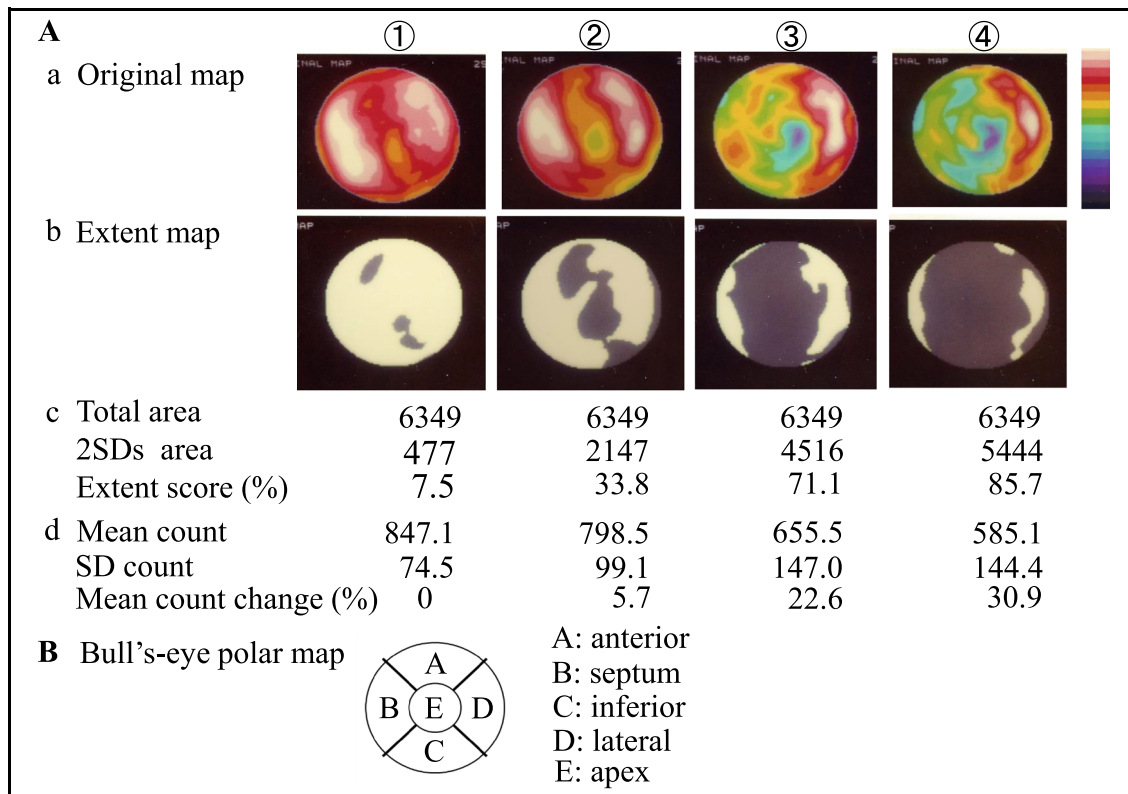 A ① ② ③ ④
a Original map
INAL MAP 25 INAL MAP 2 INAL MAP 2 INAL MAP
b Extent map
MAP AP AP P
c Total area 6349 6349 6349 6349
2SDs area 477 2147 4516 5444
Extent score (%) 7.5 33.8 71.1 85.7
d Mean count 847.1 798.5 655.5 585.1
SD count 74.5 99.1 147.0 144.4
Mean count change (%) 0 5.7 22.6 30.9
B Bull's-eye polar map
A
B E D
C
A: anterior
B: septum
C: inferior
D: lateral
E: apex